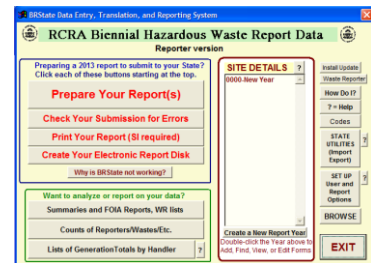 BRState Data Entry, Translation, and Reporting System
RCRA Biennial Hazardous Waste Report Data
Reporter version
Preparing a 2013 report to submit to your State?
Click each of these buttons starting at the top.
Prepare Your Report(s)
Check Your Submission for Errors
Print Your Report (SI required)
Create Your Electronic Report Disk
Why is BRState not working?
Want to analyze or report on your data?
Summaries and FOIA Reports, WR lists
Counts of Reporters/Wastes/Etc.
Lists of GenerationTotals by Handler
?
SITE DETAILS
?
0000-New Year
Create a New Report Year
Double-click the Year above to
Add, Find, View, or Edit Forms
Install Update
Waste Reporter
How Do I?
? = Help
Codes
STATE
UTILITIES
(Import
Export)
?
SET UP
User and
Report
Options
?
BROWSE
EXIT